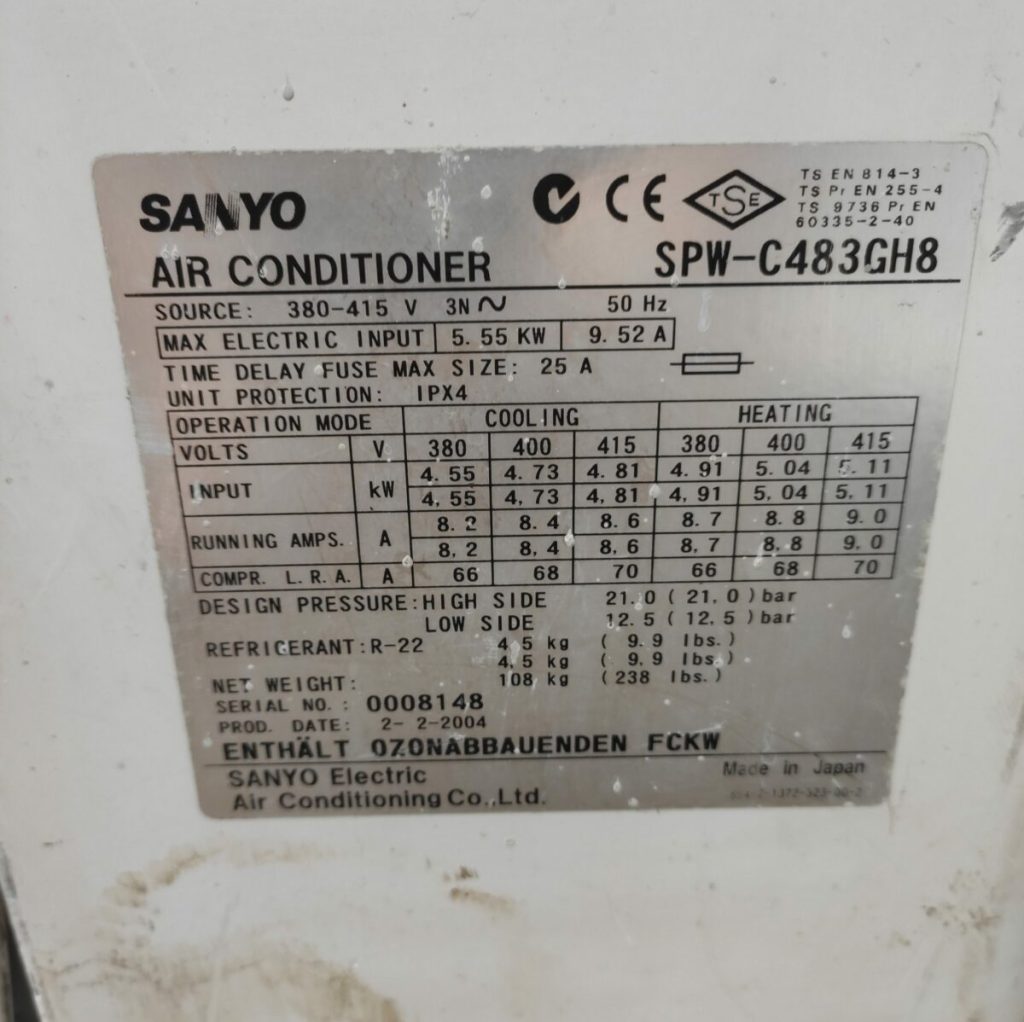 SANYO
TSE
TS EN 814-3
TS Pr EN 255-4
TS 9736 Pr EN
60335-2-40
AIR CONDITIONER SPW-C483GH8
SOURCE: 380-415 V 3N ~ 50 Hz
MAX ELECTRIC INPUT 5.55 KW 9.52 A
TIME DELAY FUSE MAX SIZE: 25 A
UNIT PROTECTION: IPX4
OPERATION MODE COOLING HEATING
VOLTS V 380 400 415 380 400 415
INPUT kW 4.55 4.73 4.81 4.91 5.04 5.11
4,55 4,73 4,81 4,91 5,04 5,11
RUNNING AMPS. A 8.2 8.4 8.6 8.7 8.8 9.0
8,2 8,4 8,6 8,7 8,8 9.0
COMPR. L.R.A. A 66 68 70 66 68 70
DESIGN PRESSURE: HIGH SIDE 21.0 (21.0) bar
LOW SIDE 12.5 (12.5) bar
REFRIGERANT: R-22 4.5 kg (9.9 lbs.)
4,5 kg (9,9 lbs.)
NET WEIGHT: 108 kg (238 lbs.)
SERIAL NO.: 0008148
PROD. DATE: 2- 2-2004
ENTHÄLT OZONABBAUENDEN FCKW
SANYO Electric
Air Conditioning Co.,Ltd.
Made in Japan